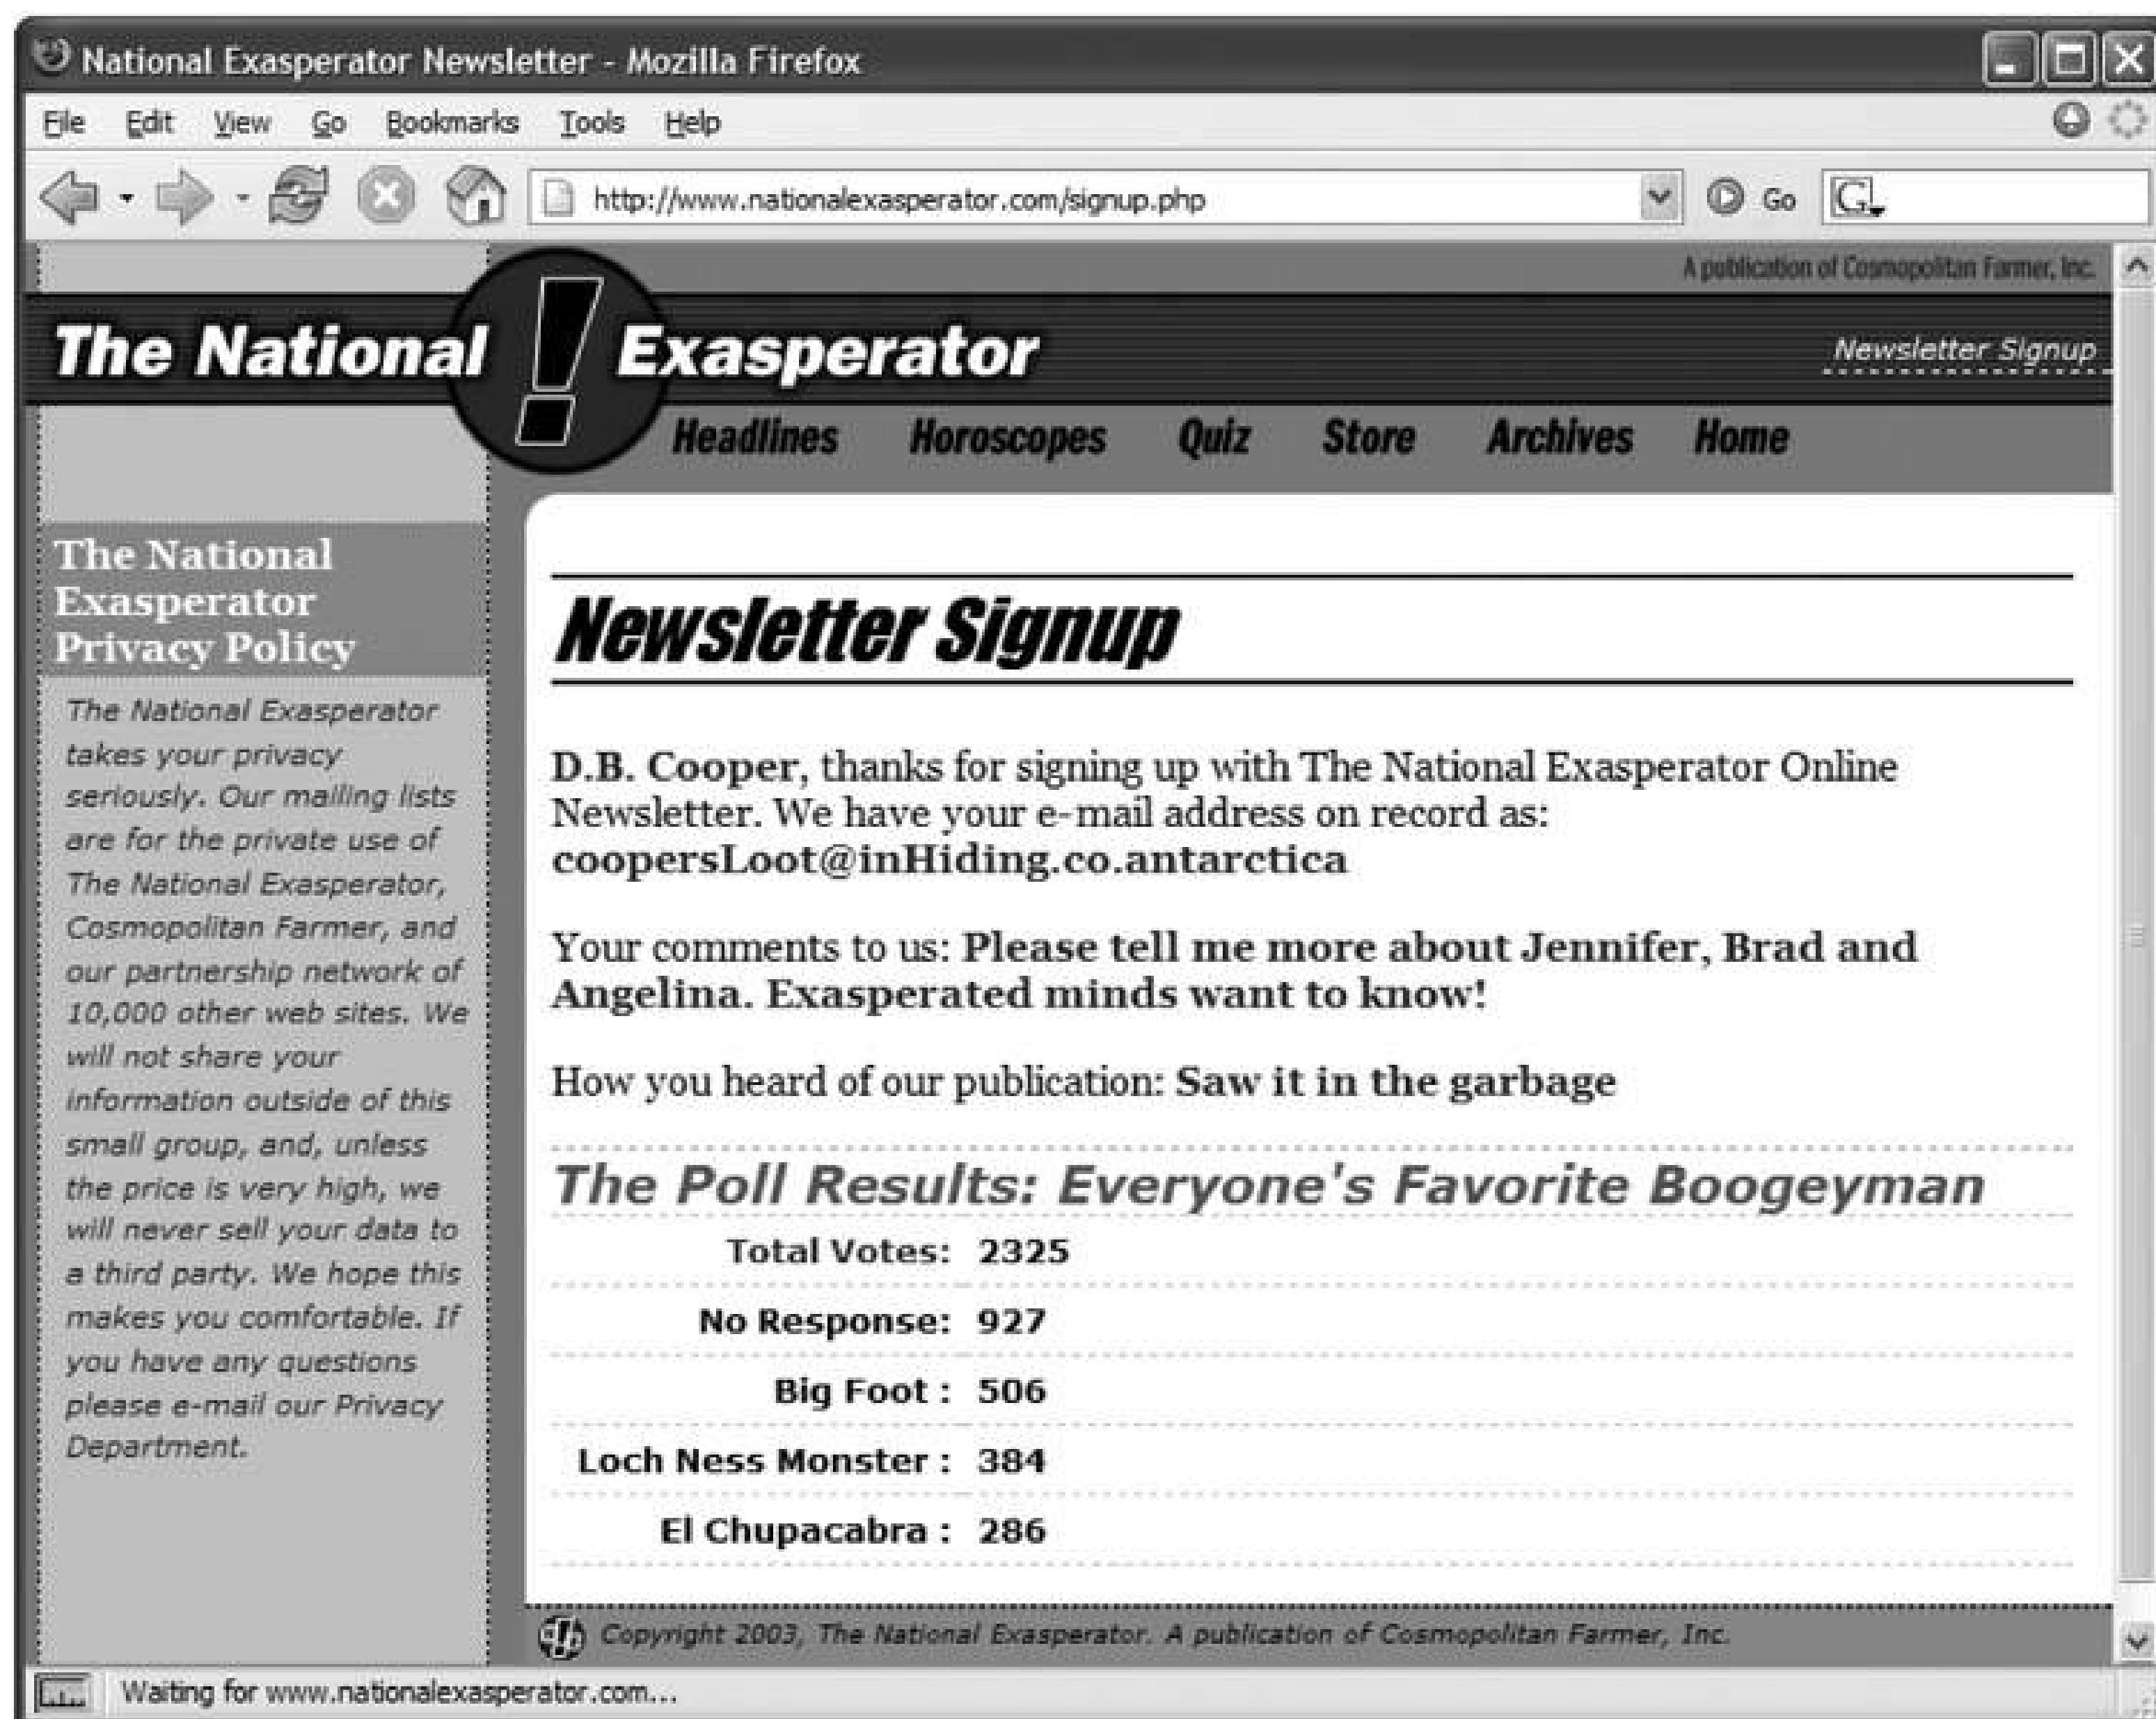 National Exasperator Newsletter - Mozilla Firefox
File Edit View Go Bookmarks Tools Help
http://www.nationalexasperator.com/signup.php Go G
A publication of Cosmopolitan Farmer, Inc.
The National ! Exasperator
Newsletter Signup
Headlines Horoscopes Quiz Store Archives Home
The National
Exasperator
Privacy Policy
The National Exasperator
takes your privacy
seriously. Our mailing lists
are for the private use of
The National Exasperator,
Cosmopolitan Farmer, and
our partnership network of
10,000 other web sites. We
will not share your
information outside of this
small group, and, unless
the price is very high, we
will never sell your data to
a third party. We hope this
makes you comfortable. If
you have any questions
please e-mail our Privacy
Department.
Newsletter Signup
D.B. Cooper, thanks for signing up with The National Exasperator Online
Newsletter. We have your e-mail address on record as:
coopersLoot@inHiding.co.antarctica
Your comments to us: Please tell me more about Jennifer, Brad and
Angelina. Exasperated minds want to know!
How you heard of our publication: Saw it in the garbage
The Poll Results: Everyone's Favorite Boogeyman
Total Votes: 2325
No Response: 927
Big Foot : 506
Loch Ness Monster : 384
El Chupacabra : 286
Copyright 2003, The National Exasperator. A publication of Cosmopolitan Farmer, Inc.
Waiting for www.nationalexasperator.com...